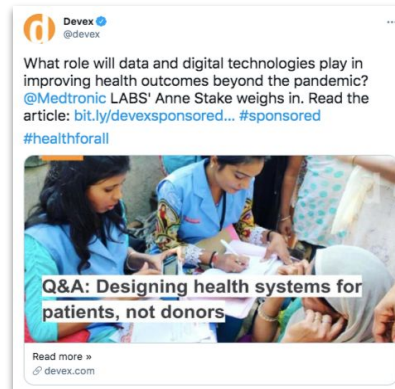 Devex
@devex
What role will data and digital technologies play in
improving health outcomes beyond the pandemic?
@Medtronic LABS' Anne Stake weighs in. Read the
article: bit.ly/devexsponsored... #sponsored
#healthforall
Q&A: Designing health systems for
patients, not donors
Read more »
devex.com